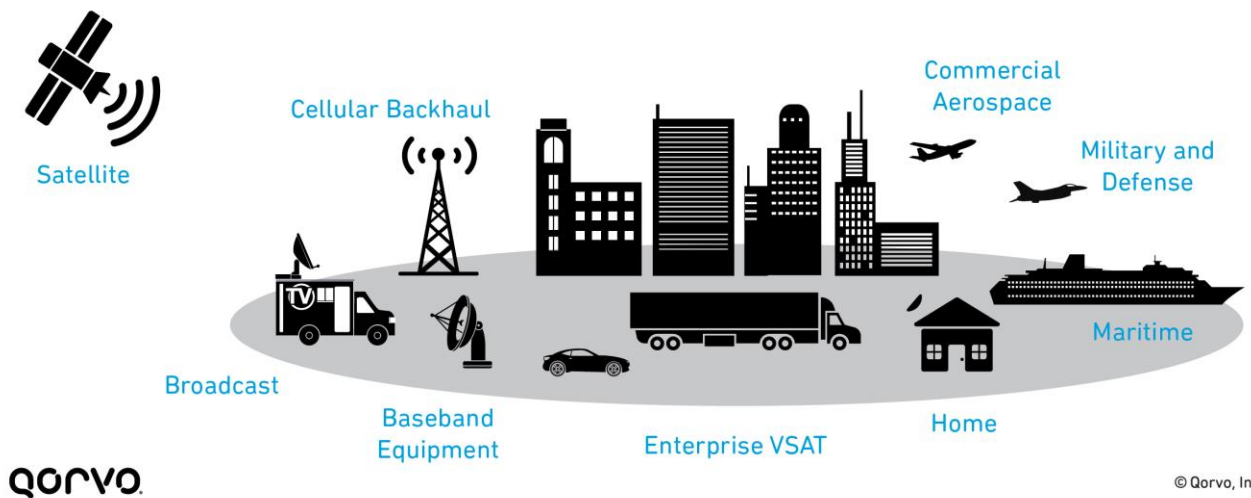 Commercial
Aerospace
Cellular Backhaul
Military and
Defense
Satellite
TV
Maritime
Broadcast
Baseband
Equipment
Home
Enterprise VSAT
QOrVO
© Qorvo, In